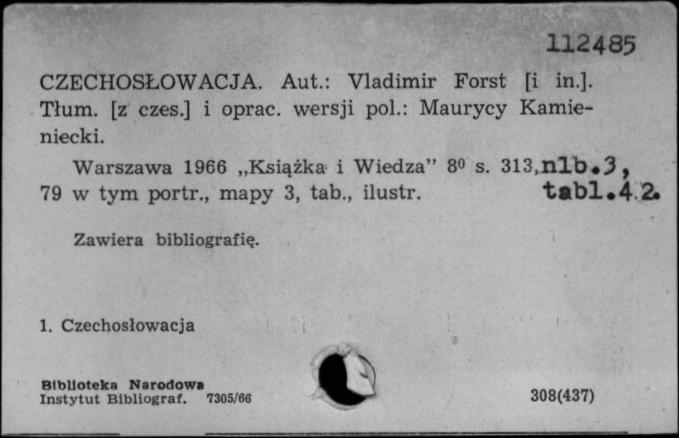 112485
CZECHOSŁOWACJA. Aut.: Vladimir Forst [i in.].
Tłum. [z czes.] i oprac. wersji pol.: Maurycy Kamie-
niecki.
Warszawa 1966 „Książka i Wiedza” 8⁰ s. 313, nlb.3,
79 w tym portr., mapy 3, tab., ilustr. tabl.42.
Zawiera bibliografię.
1. Czechosłowacja
Biblioteka Narodowa
Instytut Bibliograf. 7305/66 308(437)